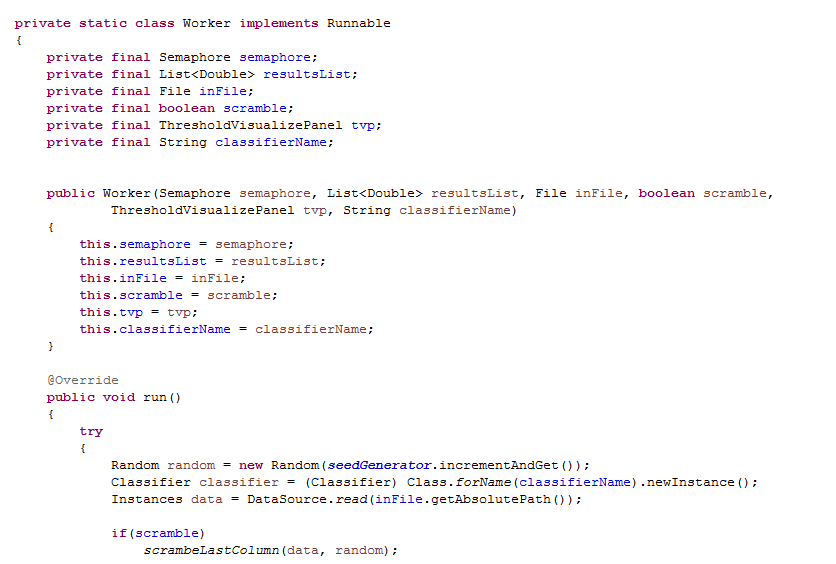 private static class Worker implements Runnable
{
    private final Semaphore semaphore;
    private final List<Double> resultsList;
    private final File inFile;
    private final boolean scramble;
    private final ThresholdVisualizePanel tvp;
    private final String classifierName;

    public Worker(Semaphore semaphore, List<Double> resultsList, File inFile, boolean scramble,
            ThresholdVisualizePanel tvp, String classifierName)
    {
        this.semaphore = semaphore;
        this.resultsList = resultsList;
        this.inFile = inFile;
        this.scramble = scramble;
        this.tvp = tvp;
        this.classifierName = classifierName;
    }

    @Override
    public void run()
    {
        try
        {
            Random random = new Random(seedGenerator.incrementAndGet());
            Classifier classifier = (Classifier) Class.forName(classifierName).newInstance();
            Instances data = DataSource.read(inFile.getAbsolutePath());

            if(scramble)
                scrambeLastColumn(data, random);